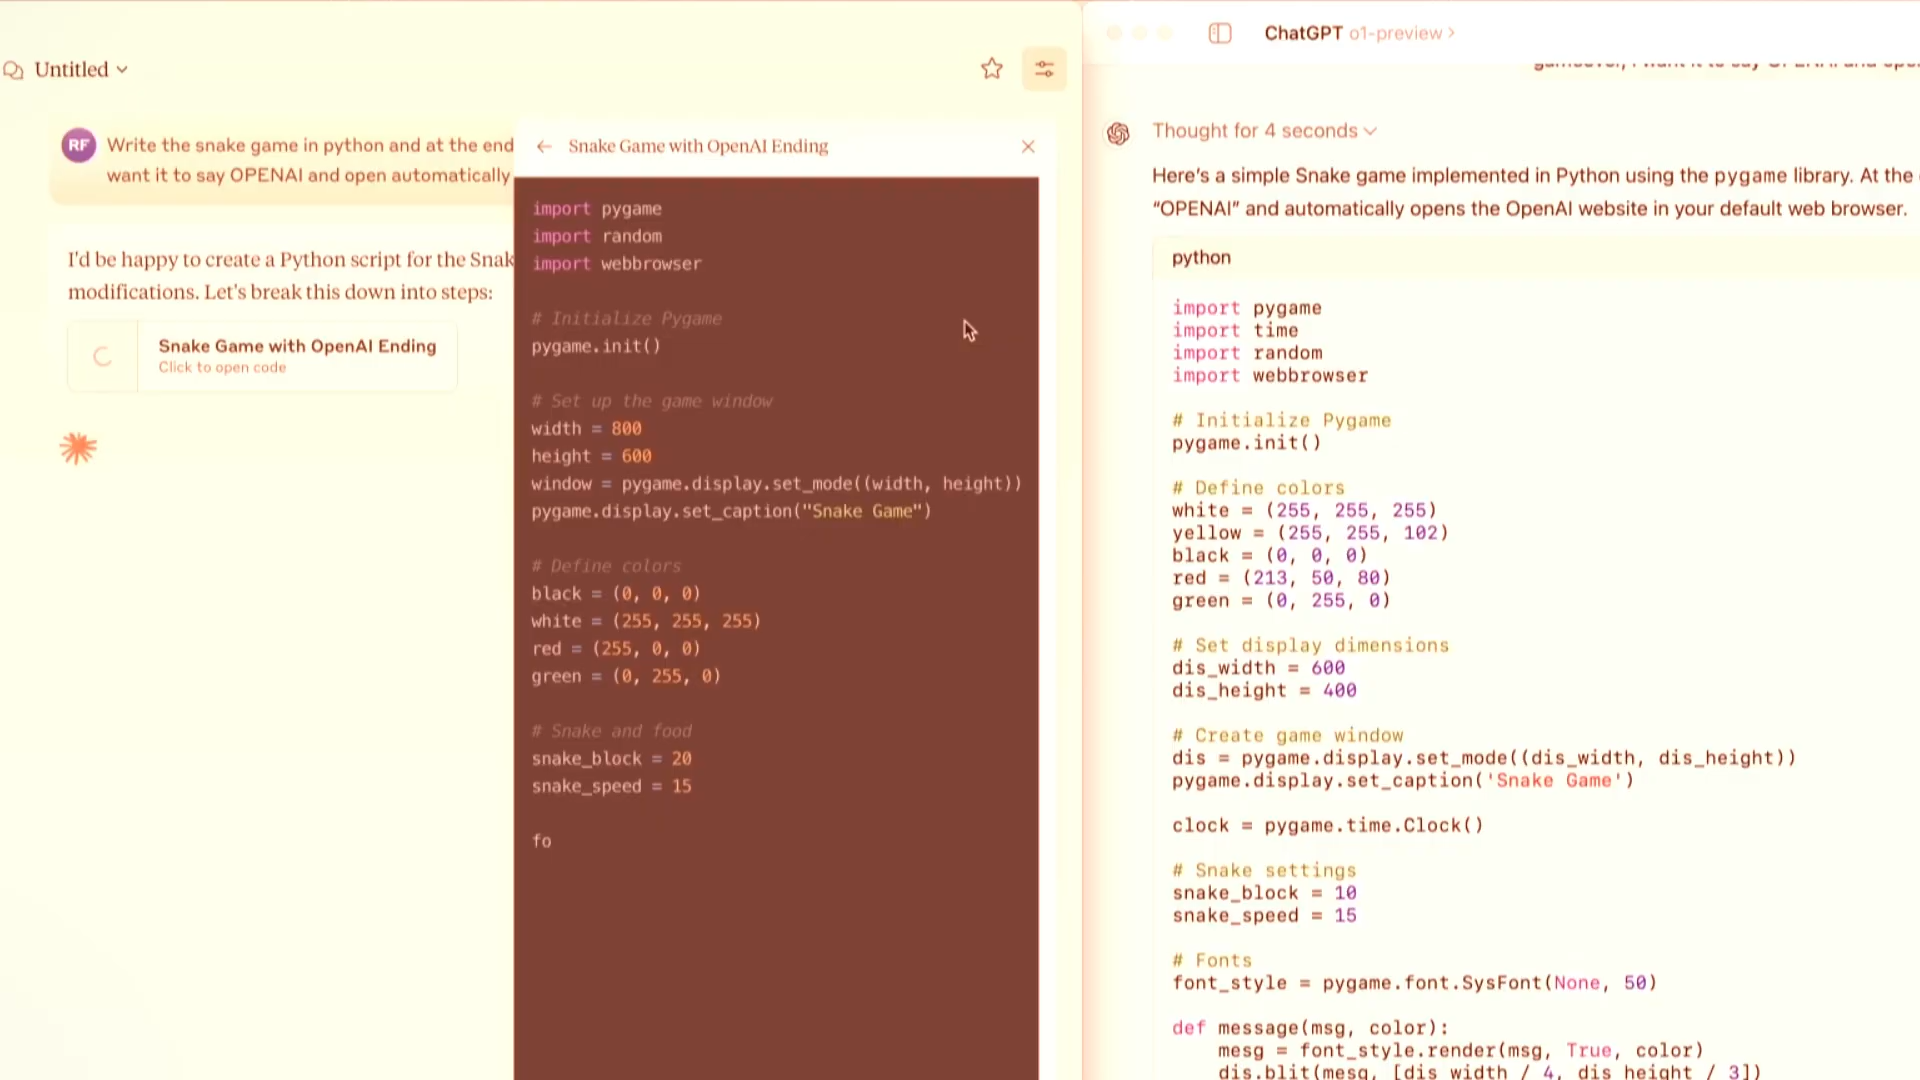 Untitled
RF
Write the snake game in python and at the end
want it to say OPENAI and open automatically
I'd be happy to create a Python script for the Snak
modifications. Let's break this down into steps:
Snake Game with OpenAI Ending
Click to open code
Snake Game with OpenAI Ending
import pygame
import random
import webbrowser
# Initialize Pygame
pygame.init()
# Set up the game window
width = 800
height = 600
window = pygame.display.set_mode((width, height))
pygame.display.set_caption("Snake Game")
# Define colors
black = (0, 0, 0)
white = (255, 255, 255)
red = (255, 0, 0)
green = (0, 255, 0)
# Snake and food
snake_block = 20
snake_speed = 15
fo
ChatGPT o1-preview >
Thought for 4 seconds
Here's a simple Snake game implemented in Python using the pygame library. At the
“OPENAI” and automatically opens the OpenAI website in your default web browser.
python
import pygame
import time
import random
import webbrowser
# Initialize Pygame
pygame.init()
# Define colors
white = (255, 255, 255)
yellow = (255, 255, 102)
black = (0, 0, 0)
red = (213, 50, 80)
green = (0, 255, 0)
# Set display dimensions
dis_width = 600
dis_height = 400
# Create game window
dis = pygame.display.set_mode((dis_width, dis_height))
pygame.display.set_caption('Snake Game')
clock = pygame.time.Clock()
# Snake settings
snake_block = 10
snake_speed = 15
# Fonts
font_style = pygame.font.SysFont(None, 50)
def message(msg, color):
mesg = font_style.render(msg, True, color)
dis.blit(mesg, [dis_width / 4, dis_height / 3])